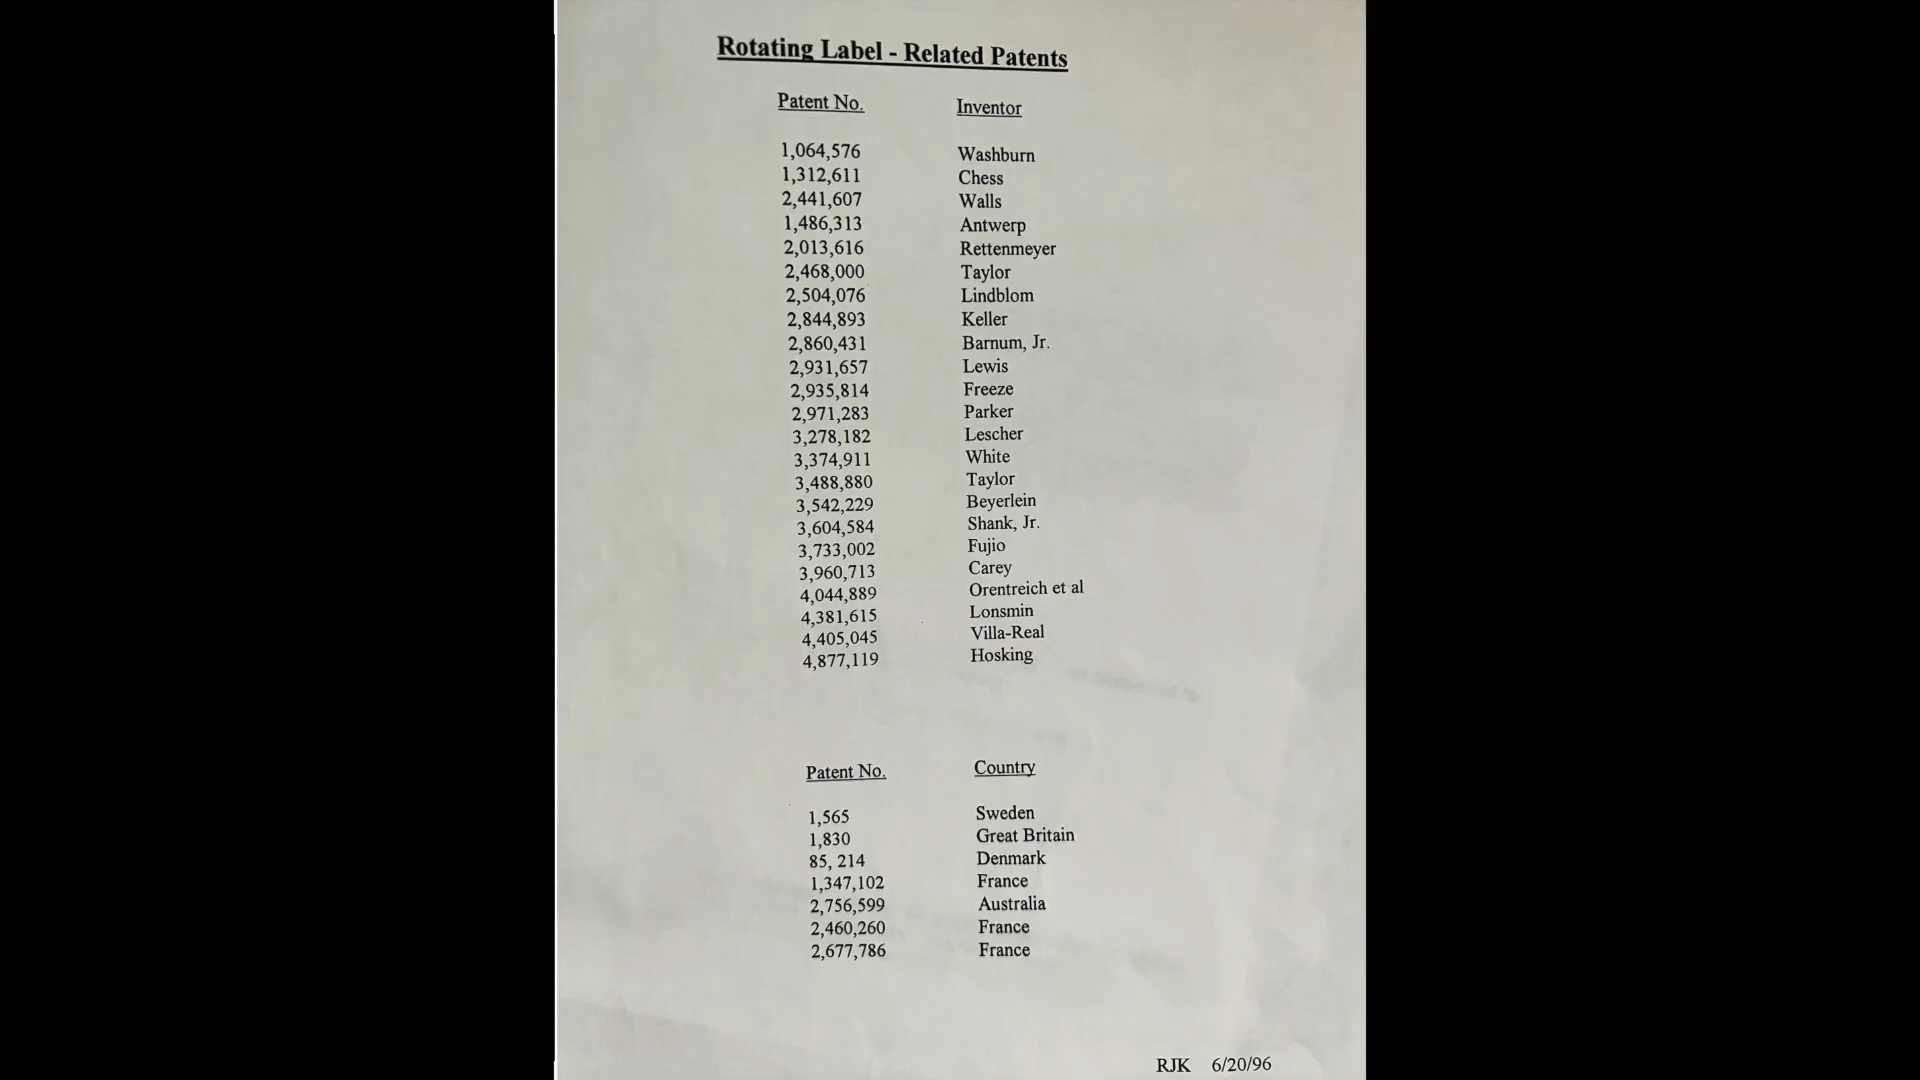 Rotating Label - Related Patents
Patent No. Inventor
1,064,576 Washburn
1,312,611 Chess
2,441,607 Walls
1,486,313 Antwerp
2,013,616 Rettenmeyer
2,468,000 Taylor
2,504,076 Lindblom
2,844,893 Keller
2,860,431 Barnum, Jr.
2,931,657 Lewis
2,935,814 Freeze
2,971,283 Parker
3,278,182 Lescher
3,374,911 White
3,488,880 Taylor
3,542,229 Beyerlein
3,604,584 Shank, Jr.
3,733,002 Fujio
3,960,713 Carey
4,044,889 Orentreich et al
4,381,615 Lonsmin
4,405,045 Villa-Real
4,877,119 Hosking
Patent No. Country
1,565 Sweden
1,830 Great Britain
85, 214 Denmark
1,347,102 France
2,756,599 Australia
2,460,260 France
2,677,786 France
RJK 6/20/96